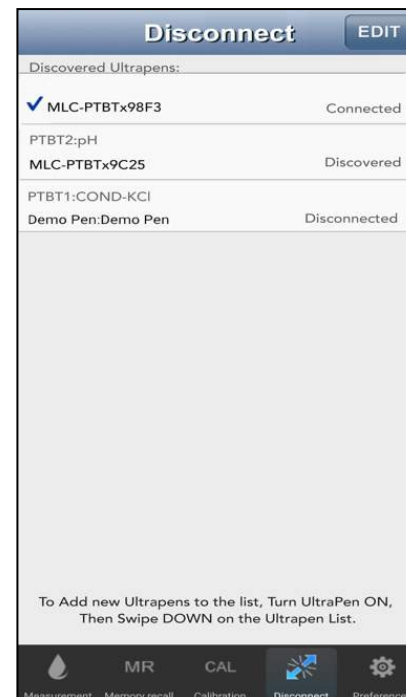 Disconnect
EDIT
Discovered Ultrapens:
MLC-PTBTx98F3
Connected
PTBT2:pH
MLC-PTBTx9C25
Discovered
PTBT1:COND-KCl
Demo Pen:Demo Pen
Disconnected
To Add new Ultrapens to the list, Turn UltraPen ON,
Then Swipe DOWN on the Ultrapen List.
MR
CAL
Measurement
Memory recall
Calibration
Disconnect
Preference